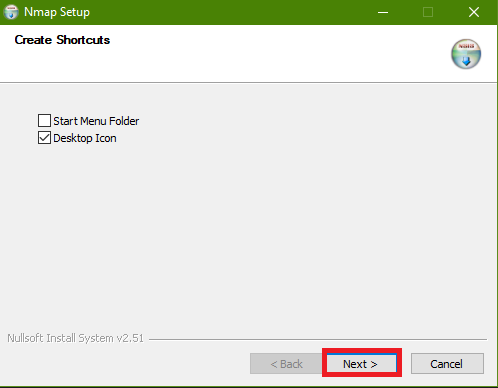 Nmap Setup
Create Shortcuts
Start Menu Folder
Desktop Icon
Nullsoft Install System v2.51
< Back
Next >
Cancel